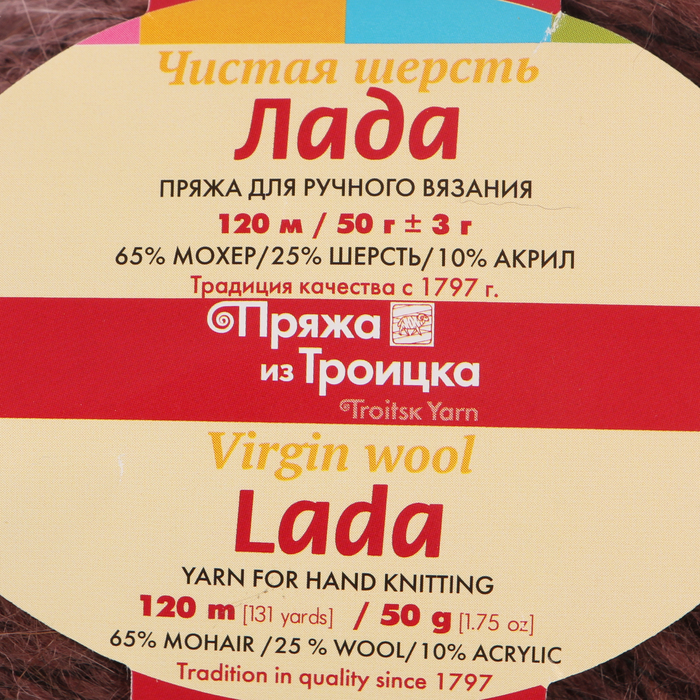 Чистая шерсть
Лада
ПРЯЖА ДЛЯ РУЧНОГО ВЯЗАНИЯ
120 м / 50 г ± 3 г
65% МОХЕР/25% ШЕРСТЬ/10% АКРИЛ
Традиция качества с 1797 г.
Пряжа
из Троицка
Troitsk Yarn
Virgin wool
Lada
YARN FOR HAND KNITTING
120 m [131 yards] / 50 g [1.75 oz]
65% MOHAIR /25 % WOOL/10% ACRYLIC
Tradition in quality since 1797